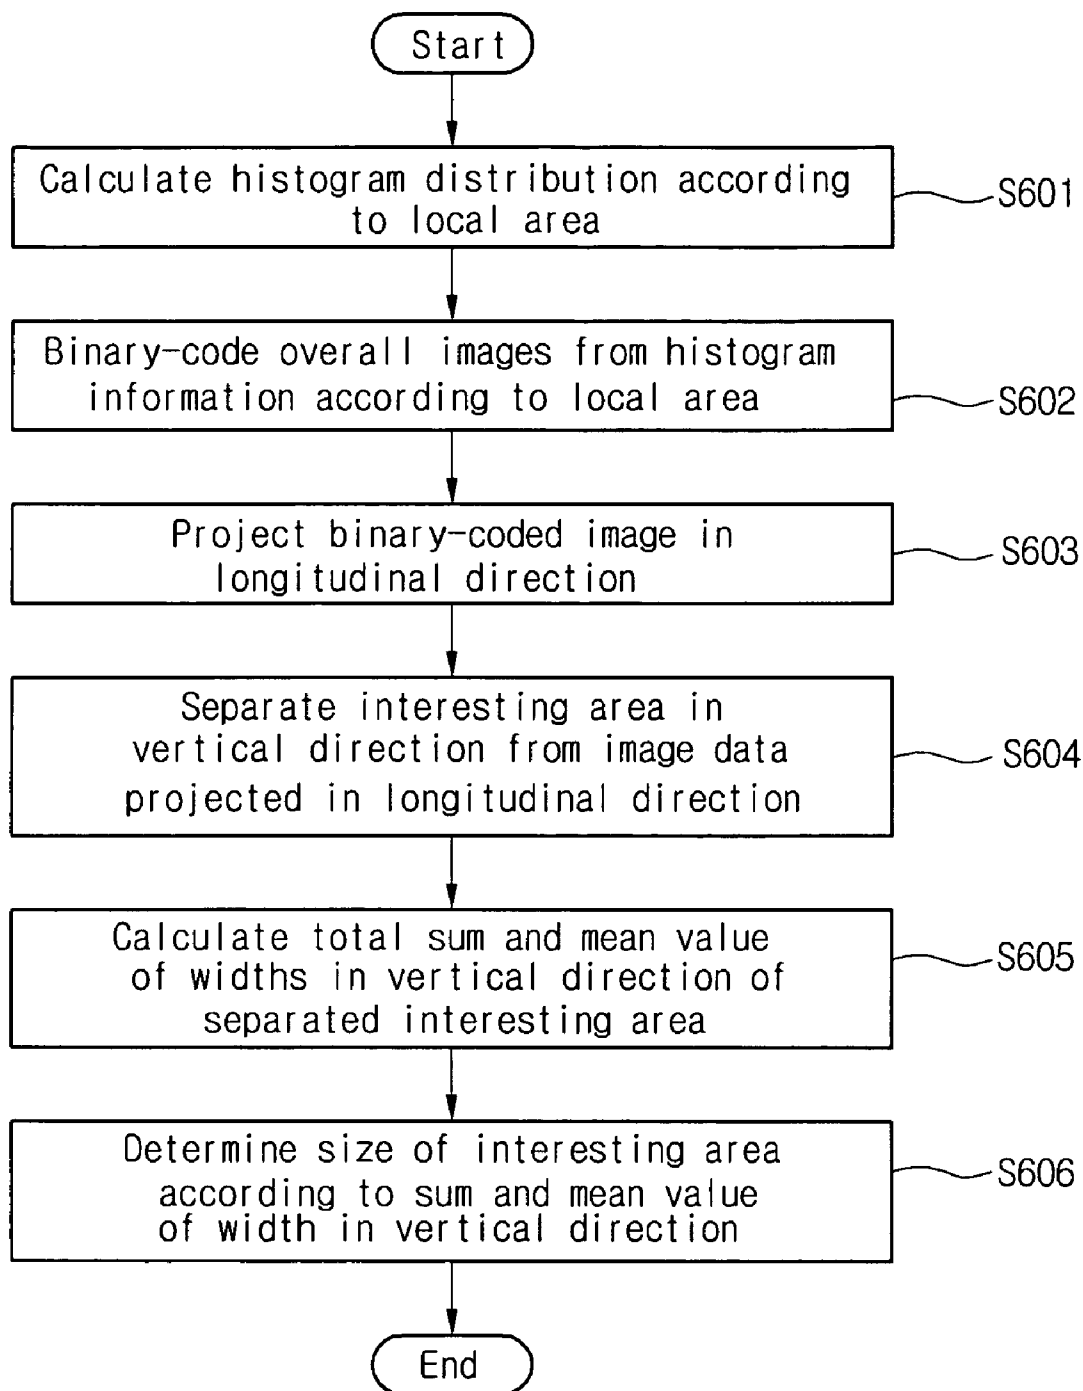 Start
Calculate histogram distribution according
to local area
S601
Binary-code overall images from histogram
information according to local area
S602
Project binary-coded image in
longitudinal direction
S603
Separate interesting area in
vertical direction from image data
projected in longitudinal direction
S604
Calculate total sum and mean value
of widths in vertical direction of
separated interesting area
S605
Determine size of interesting area
according to sum and mean value
of width in vertical direction
S606
End